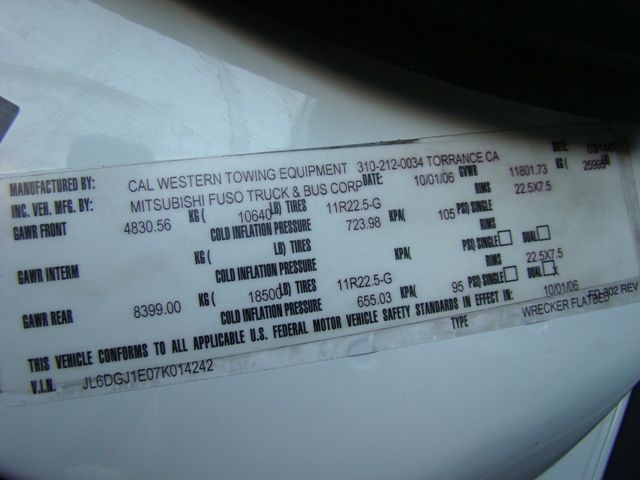 MANUFACTURED BY: CAL WESTERN TOWING EQUIPMENT 310-212-0034 TORRANCE CA DATE:
INC. VEH. MFG BY: MITSUBISHI FUSO TRUCK & BUS CORP DATE: 10/01/06 GVWR 11801.73 KG ( 25995 LB)
GAWR FRONT 4830.56 KG ( 10640 LB) TIRES 11R22.5-G RIMS 22.5X7.5
COLD INFLATION PRESSURE 723.98 KPA( 105 PSI) SINGLE DUAL
GAWR INTERM KG ( LB) TIRES RIMS
COLD INFLATION PRESSURE KPA( PSI) SINGLE DUAL
GAWR REAR 8399.00 KG ( 18500 LB) TIRES 11R22.5-G RIMS 22.5X7.5
COLD INFLATION PRESSURE 655.03 KPA( 95 PSI) SINGLE DUAL X
THIS VEHICLE CONFORMS TO ALL APPLICABLE U.S. FEDERAL MOTOR VEHICLE SAFETY STANDARDS IN EFFECT IN: 10/01/06
V.I.N. JL6DGJ1E07K014242 TYPE WRECKER FLATBED REV